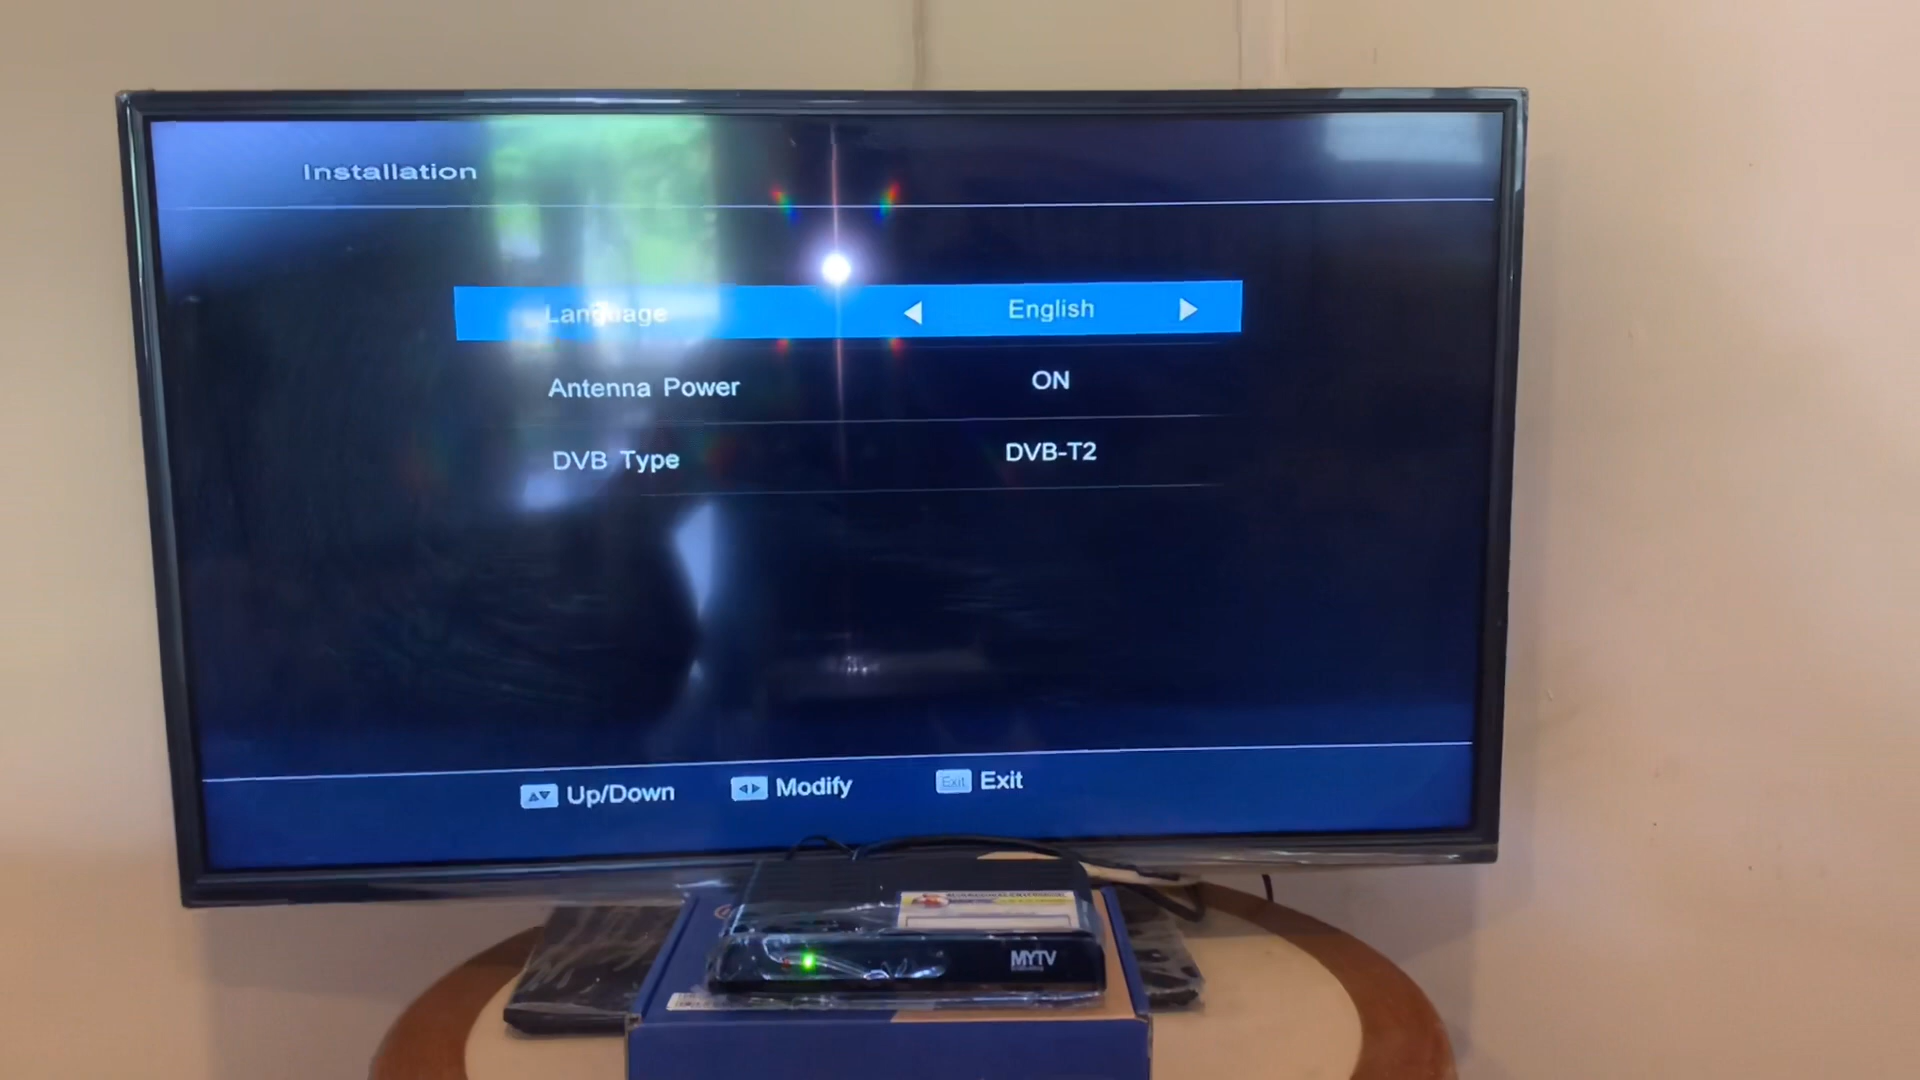 Installation
Language English
Antenna Power ON
DVB Type DVB-T2
Up/Down Modify Exit Exit
MYTV